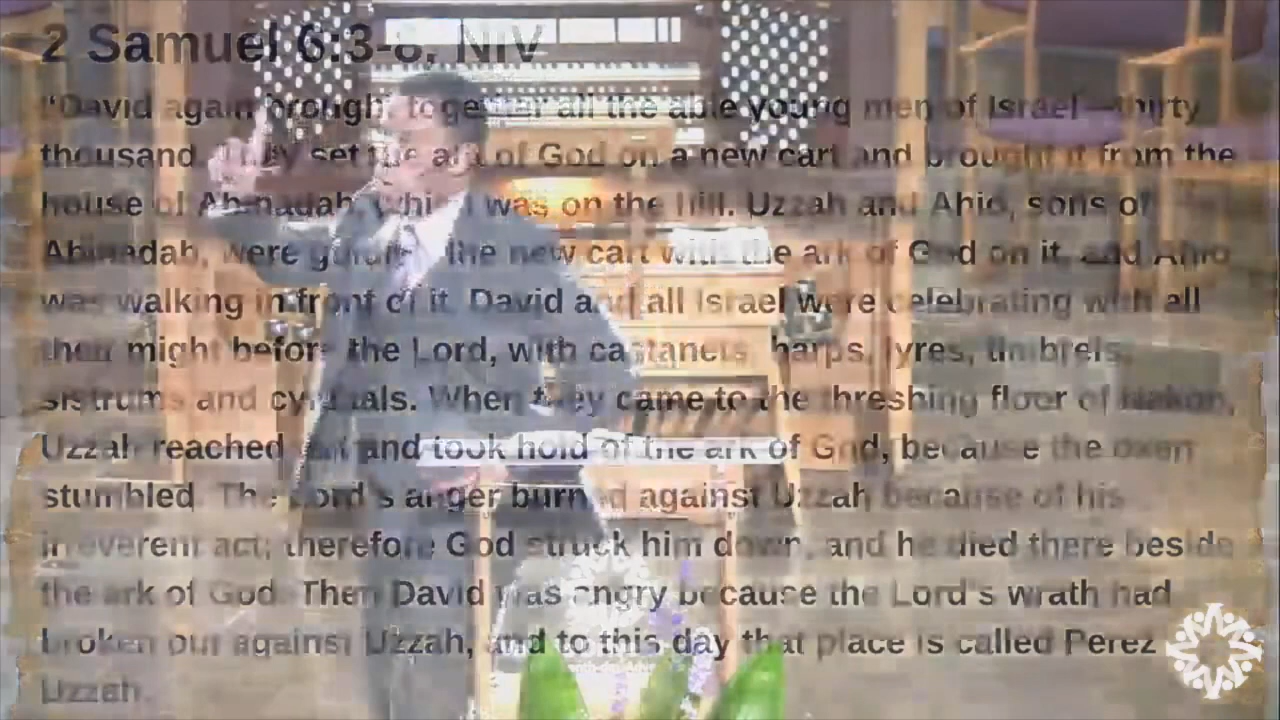 2 Samuel 6:3-8, NIV
"David again brought together all the able young men of Israel—thirty
thousand. They set the ark of God on a new cart and brought it from the
house of Abinadab, which was on the hill. Uzzah and Ahio, sons of
Abinadab, were guiding the new cart with the ark of God on it, and Ahio
was walking in front of it. David and all Israel were celebrating with all
their might before the Lord, with castanets, harps, lyres, timbrels,
sistrums and cymbals. When they came to the threshing floor of Nakon,
Uzzah reached out and took hold of the ark of God, because the oxen
stumbled. The Lord's anger burned against Uzzah because of his
irreverent act; therefore God struck him down, and he died there beside
the ark of God. Then David was angry because the Lord's wrath had
broken out against Uzzah, and to this day that place is called Perez
Uzzah.